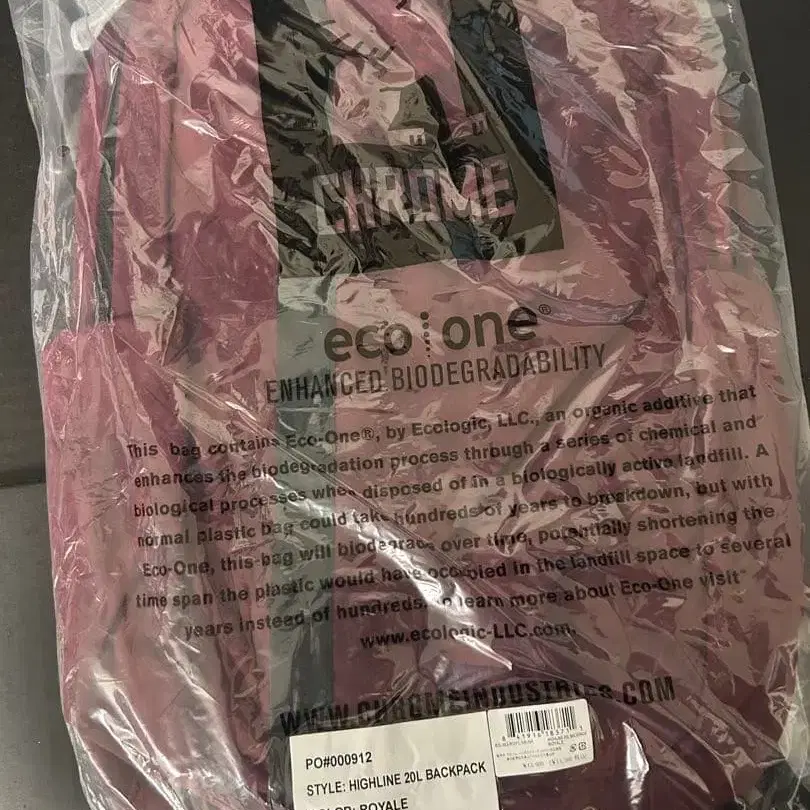 CHROME
eco one®
ENHANCED BIODEGRADABILITY
This bag contains Eco-One®, by Ecologic, LLC., an organic additive that
enhances the biodegradation process through a series of chemical and
biological processes when disposed of in a biologically active landfill. A
normal plastic bag could take hundreds of years to breakdown, but with
Eco-One, this bag will biodegrade over time, potentially shortening the
time span the plastic would have occupied in the landfill space to several
years instead of hundreds. To learn more about Eco-One visit
www.ecologic-LLC.com.
WWW.CHROMEINDUSTRIES.COM
PO#000912
STYLE: HIGHLINE 20L BACKPACK
COLOR: ROYALE